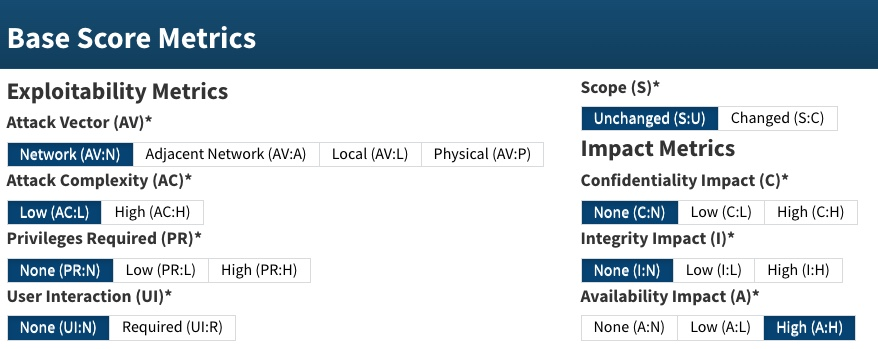 Base Score Metrics
Exploitability Metrics
Attack Vector (AV)*
Network (AV:N) Adjacent Network (AV:A) Local (AV:L) Physical (AV:P)
Attack Complexity (AC)*
Low (AC:L) High (AC:H)
Privileges Required (PR)*
None (PR:N) Low (PR:L) High (PR:H)
User Interaction (UI)*
None (UI:N) Required (UI:R)
Scope (S)*
Unchanged (S:U) Changed (S:C)
Impact Metrics
Confidentiality Impact (C)*
None (C:N) Low (C:L) High (C:H)
Integrity Impact (I)*
None (I:N) Low (I:L) High (I:H)
Availability Impact (A)*
None (A:N) Low (A:L) High (A:H)